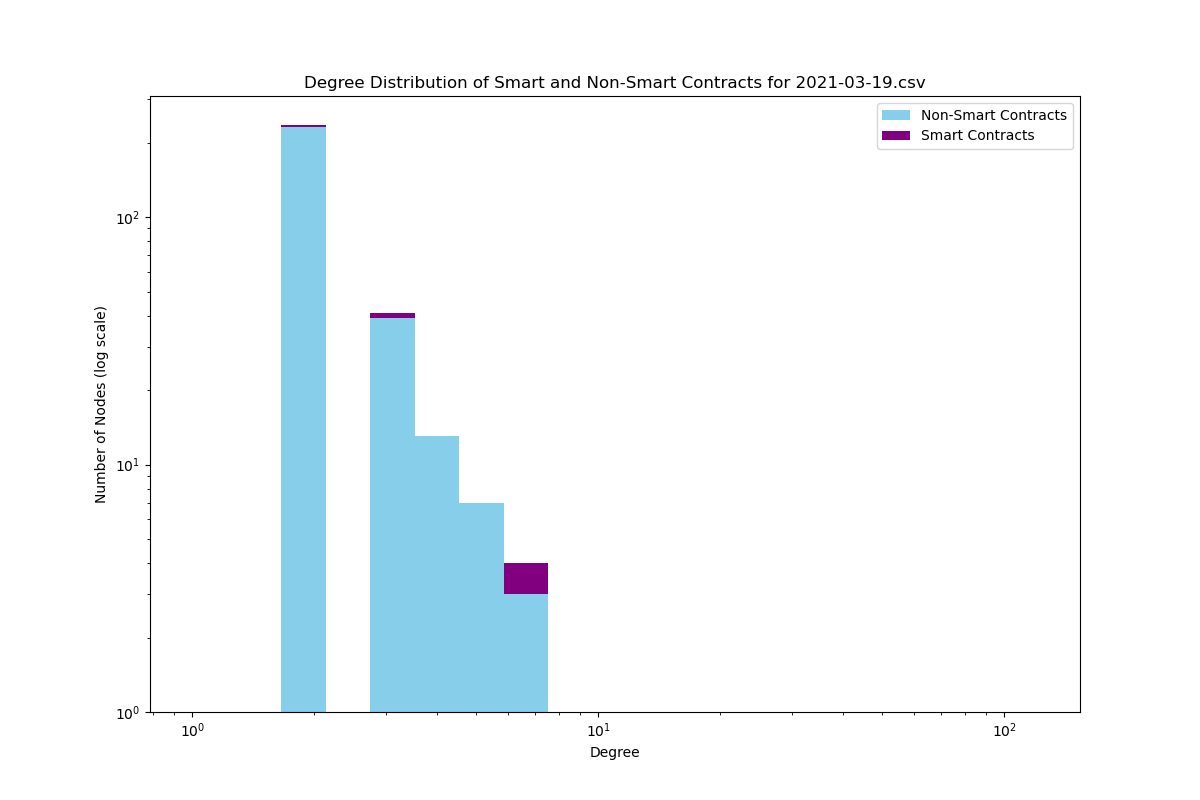 Degree Distribution of Smart and Non-Smart Contracts for 2021-03-19.csv
Non-Smart Contracts
Smart Contracts
Number of Nodes (log scale)
10²
10¹
10⁰
10⁰ 10¹ 10²
Degree